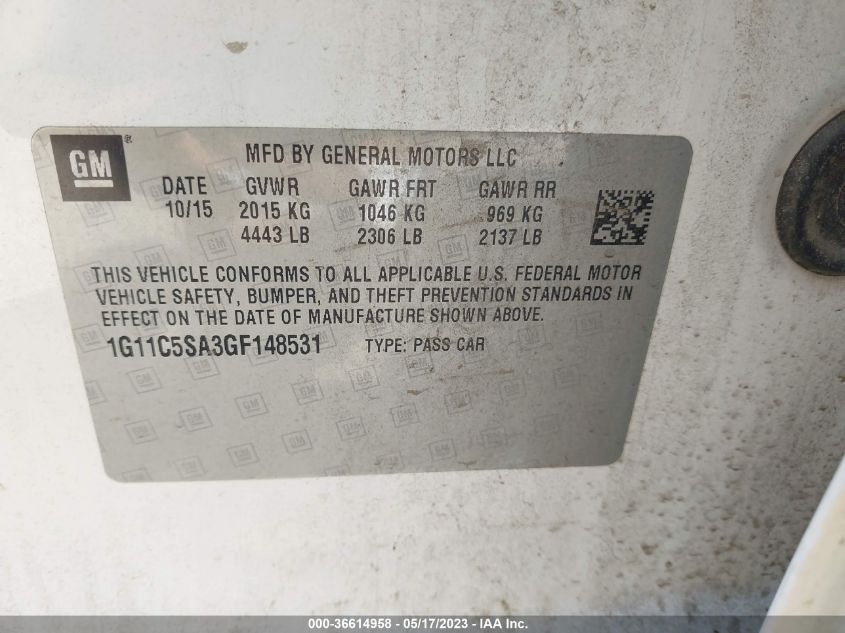 GM ® MFD BY GENERAL MOTORS LLC
DATE GVWR GAWR FRT GAWR RR
10/15 2015 KG 1046 KG 969 KG
4443 LB 2306 LB 2137 LB
THIS VEHICLE CONFORMS TO ALL APPLICABLE U.S. FEDERAL MOTOR
VEHICLE SAFETY, BUMPER, AND THEFT PREVENTION STANDARDS IN
EFFECT ON THE DATE OF MANUFACTURE SHOWN ABOVE.
1G11C5SA3GF148531 TYPE: PASS CAR
000-36614958 - 05/17/2023 - IAA Inc.